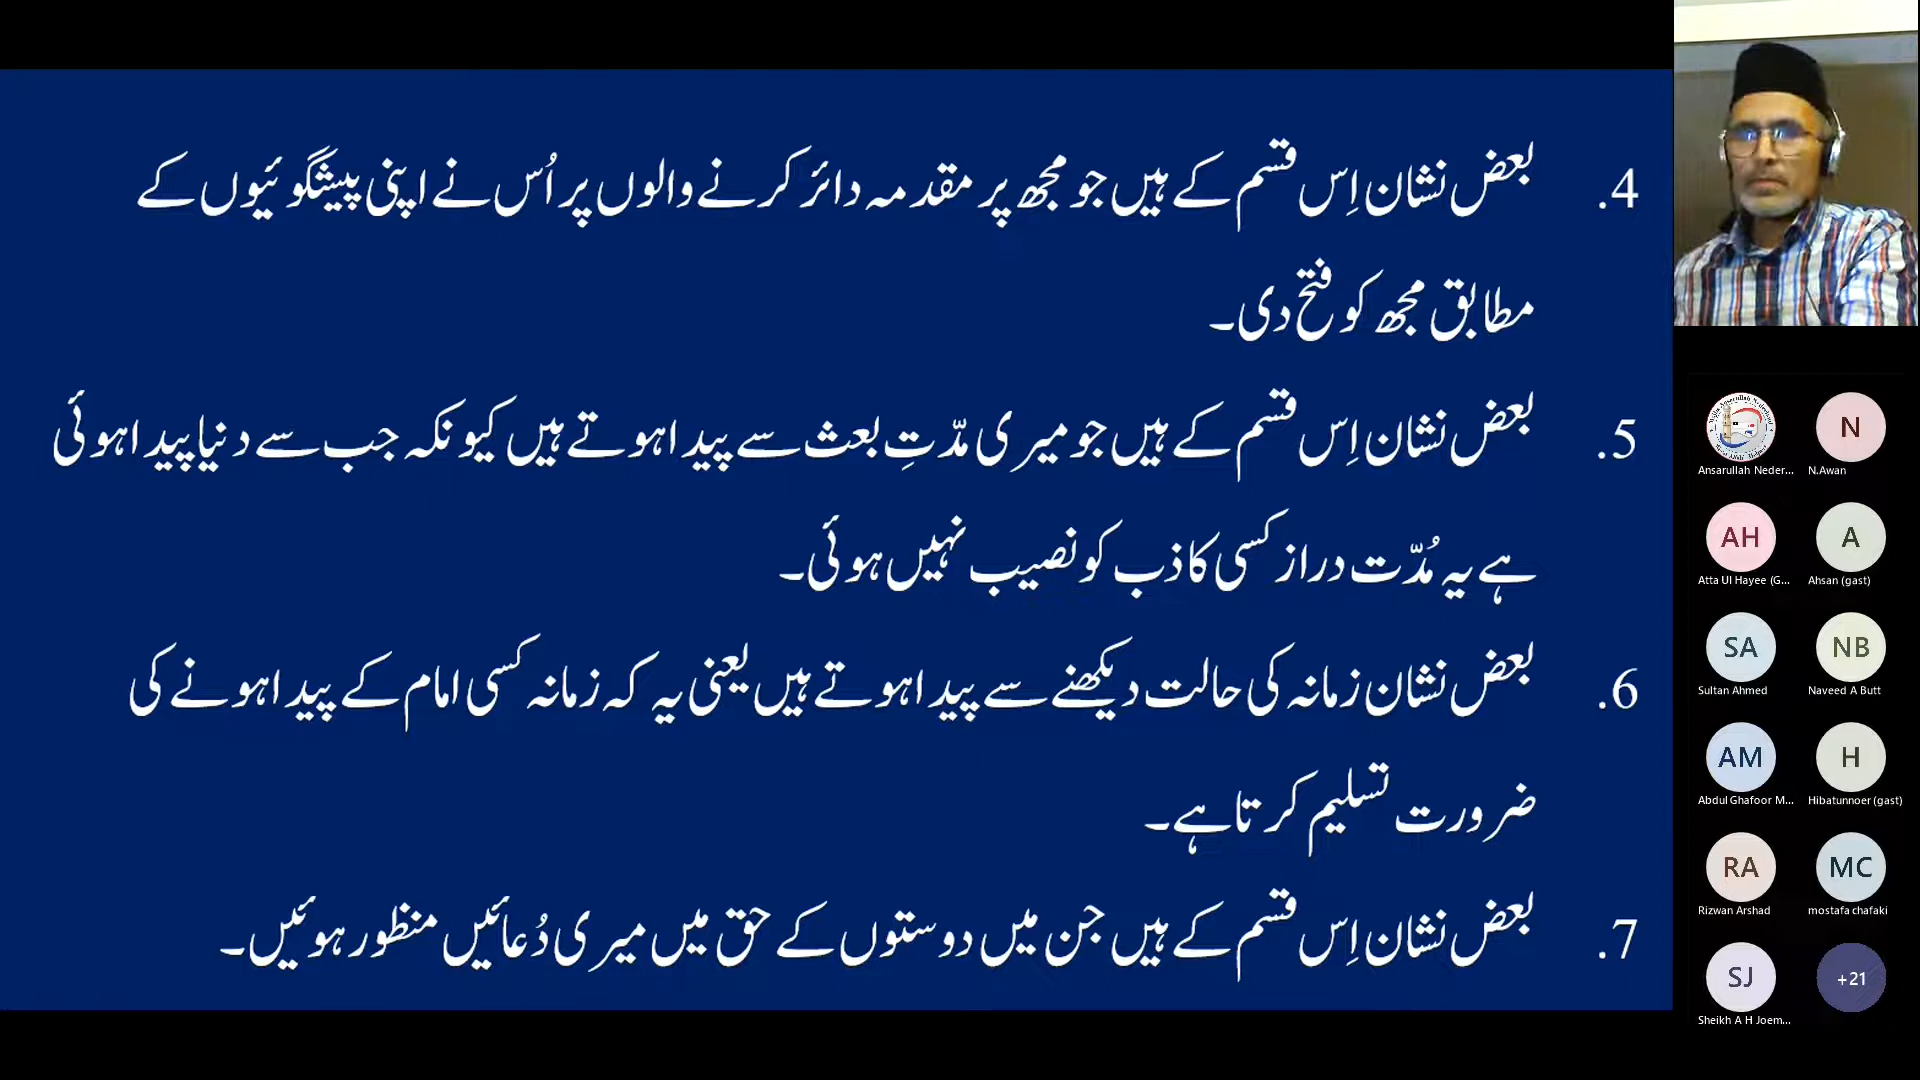 4. بعض نشان اِس قسم کے ہیں جو مجھ پر مقدمہ دائر کرنے والوں پر اُس نے اپنی پیشگوئیوں کے
مطابق مجھ کو فتح دی۔
5. بعض نشان اِس قسم کے ہیں جو میری مدّتِ بعث سے پیدا ہوتے ہیں کیونکہ جب سے دنیا پیدا ہوئی
ہے یہ مُدّت دراز کسی کاذب کو نصیب نہیں ہوئی۔
6. بعض نشان زمانہ کی حالت دیکھنے سے پیدا ہوتے ہیں یعنی یہ کہ زمانہ کسی امام کے پیدا ہونے کی
ضرورت تسلیم کرتا ہے۔
7. بعض نشان اِس قسم کے ہیں جن میں دوستوں کے حق میں میری دُعائیں منظور ہوئیں۔
N
Ansarullah Neder...
N.Awan
AH
A
Atta Ul Hayee (G...
Ahsan (gast)
SA
NB
Sultan Ahmed
Naveed A Butt
AM
H
Abdul Ghafoor M...
Hibatunnoer (gast)
RA
MC
Rizwan Arshad
mostafa chafaki
SJ
+21
Sheikh A H Joem...